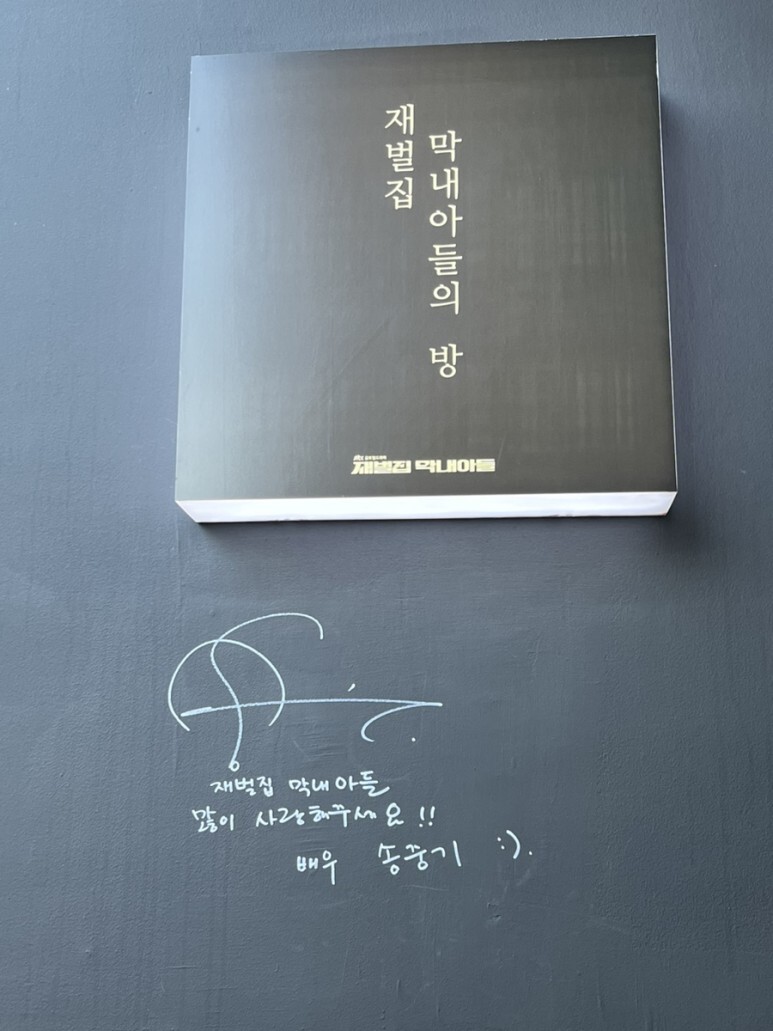 재벌집
막내아들의 방
재벌집 막내아들
재벌집 막내아들
많이 사랑해주세요!!
배우 송중기 :).